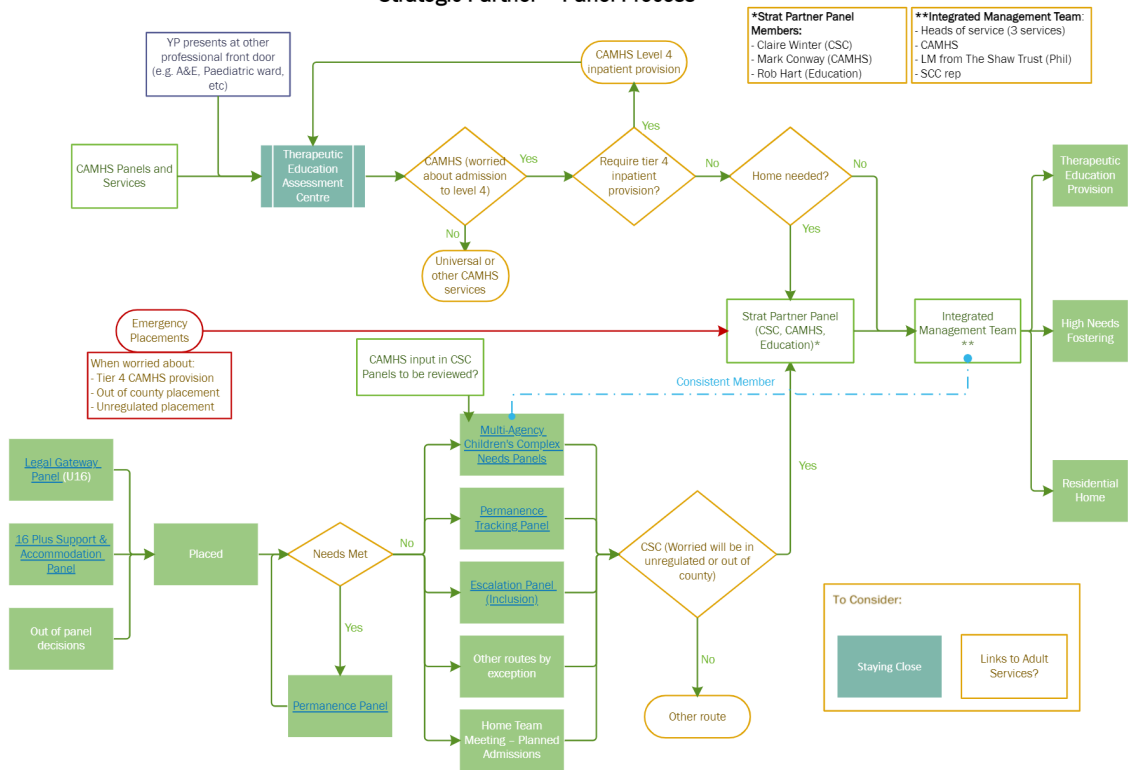 Strategic Partner – Panel Process
*Strat Partner Panel
Members:
- Claire Winter (CSC)
- Mark Conway (CAMHS)
- Rob Hart (Education)
**Integrated Management Team:
- Heads of service (3 services)
- CAMHS
- LM from The Shaw Trust (Phil)
- SCC rep
YP presents at other
professional front door
(e.g. A&E, Paediatric ward,
etc)
CAMHS Level 4
inpatient provision
Yes
CAMHS Panels and
Services
Therapeutic
Education
Assessment
Centre
CAMHS (worried
about admission
to level 4)
Yes
Require tier 4
inpatient
provision?
No
Home needed?
No
Therapeutic
Education
Provision
No
Yes
Universal or
other CAMHS
services
Emergency
Placements
Strat Partner Panel
(CSC, CAMHS,
Education)*
Integrated
Management Team
**
High Needs
Fostering
When worried about:
- Tier 4 CAMHS provision
- Out of county placement
- Unregulated placement
CAMHS input in CSC
Panels to be reviewed?
Consistent Member
Multi-Agency
Children's Complex
Needs Panels
Legal Gateway
Panel (U16)
Yes
Residential
Home
Permanence
Tracking Panel
16 Plus Support &
Accommodation
Panel
Placed
Needs Met
No
CSC (Worried will be in
unregulated or out of
county)
Escalation Panel
(Inclusion)
To Consider:
Out of panel
decisions
Yes
Other routes by
exception
No
Staying Close
Links to Adult
Services?
Permanence Panel
Other route
Home Team
Meeting – Planned
Admissions